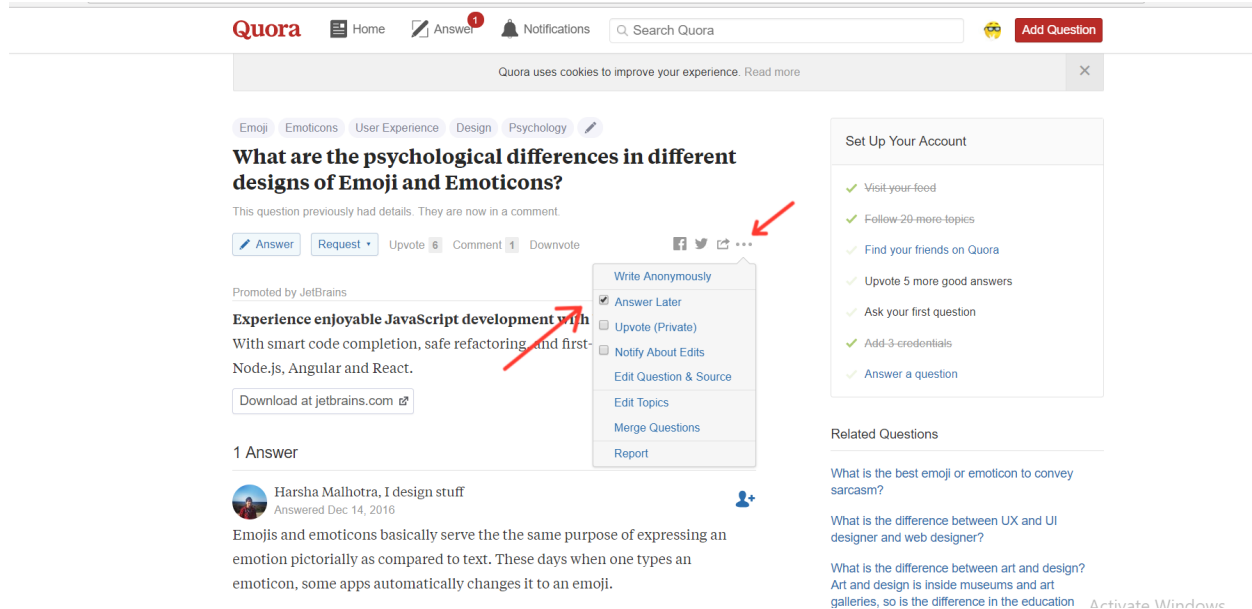 Quora
Home
Answer
1
Notifications
Search Quora
Add Question
Quora uses cookies to improve your experience. Read more
Emoji Emoticons User Experience Design Psychology
What are the psychological differences in different
designs of Emoji and Emoticons?
This question previously had details. They are now in a comment.
Answer Request Upvote 6 Comment 1 Downvote
Write Anonymously
Answer Later
Upvote (Private)
Notify About Edits
Edit Question & Source
Edit Topics
Merge Questions
Report
Promoted by JetBrains
Experience enjoyable JavaScript development with
With smart code completion, safe refactoring, and first-
Node.js, Angular and React.
Download at jetbrains.com
1 Answer
Harsha Malhotra, I design stuff
Answered Dec 14, 2016
Emojis and emoticons basically serve the the same purpose of expressing an
emotion pictorially as compared to text. These days when one types an
emoticon, some apps automatically changes it to an emoji.
Set Up Your Account
Visit your feed
Follow 20 more topics
Find your friends on Quora
Upvote 5 more good answers
Ask your first question
Add 3 credentials
Answer a question
Related Questions
What is the best emoji or emoticon to convey
sarcasm?
What is the difference between UX and UI
designer and web designer?
What is the difference between art and design?
Art and design is inside museums and art
galleries, so is the difference in the education
Activate Windows